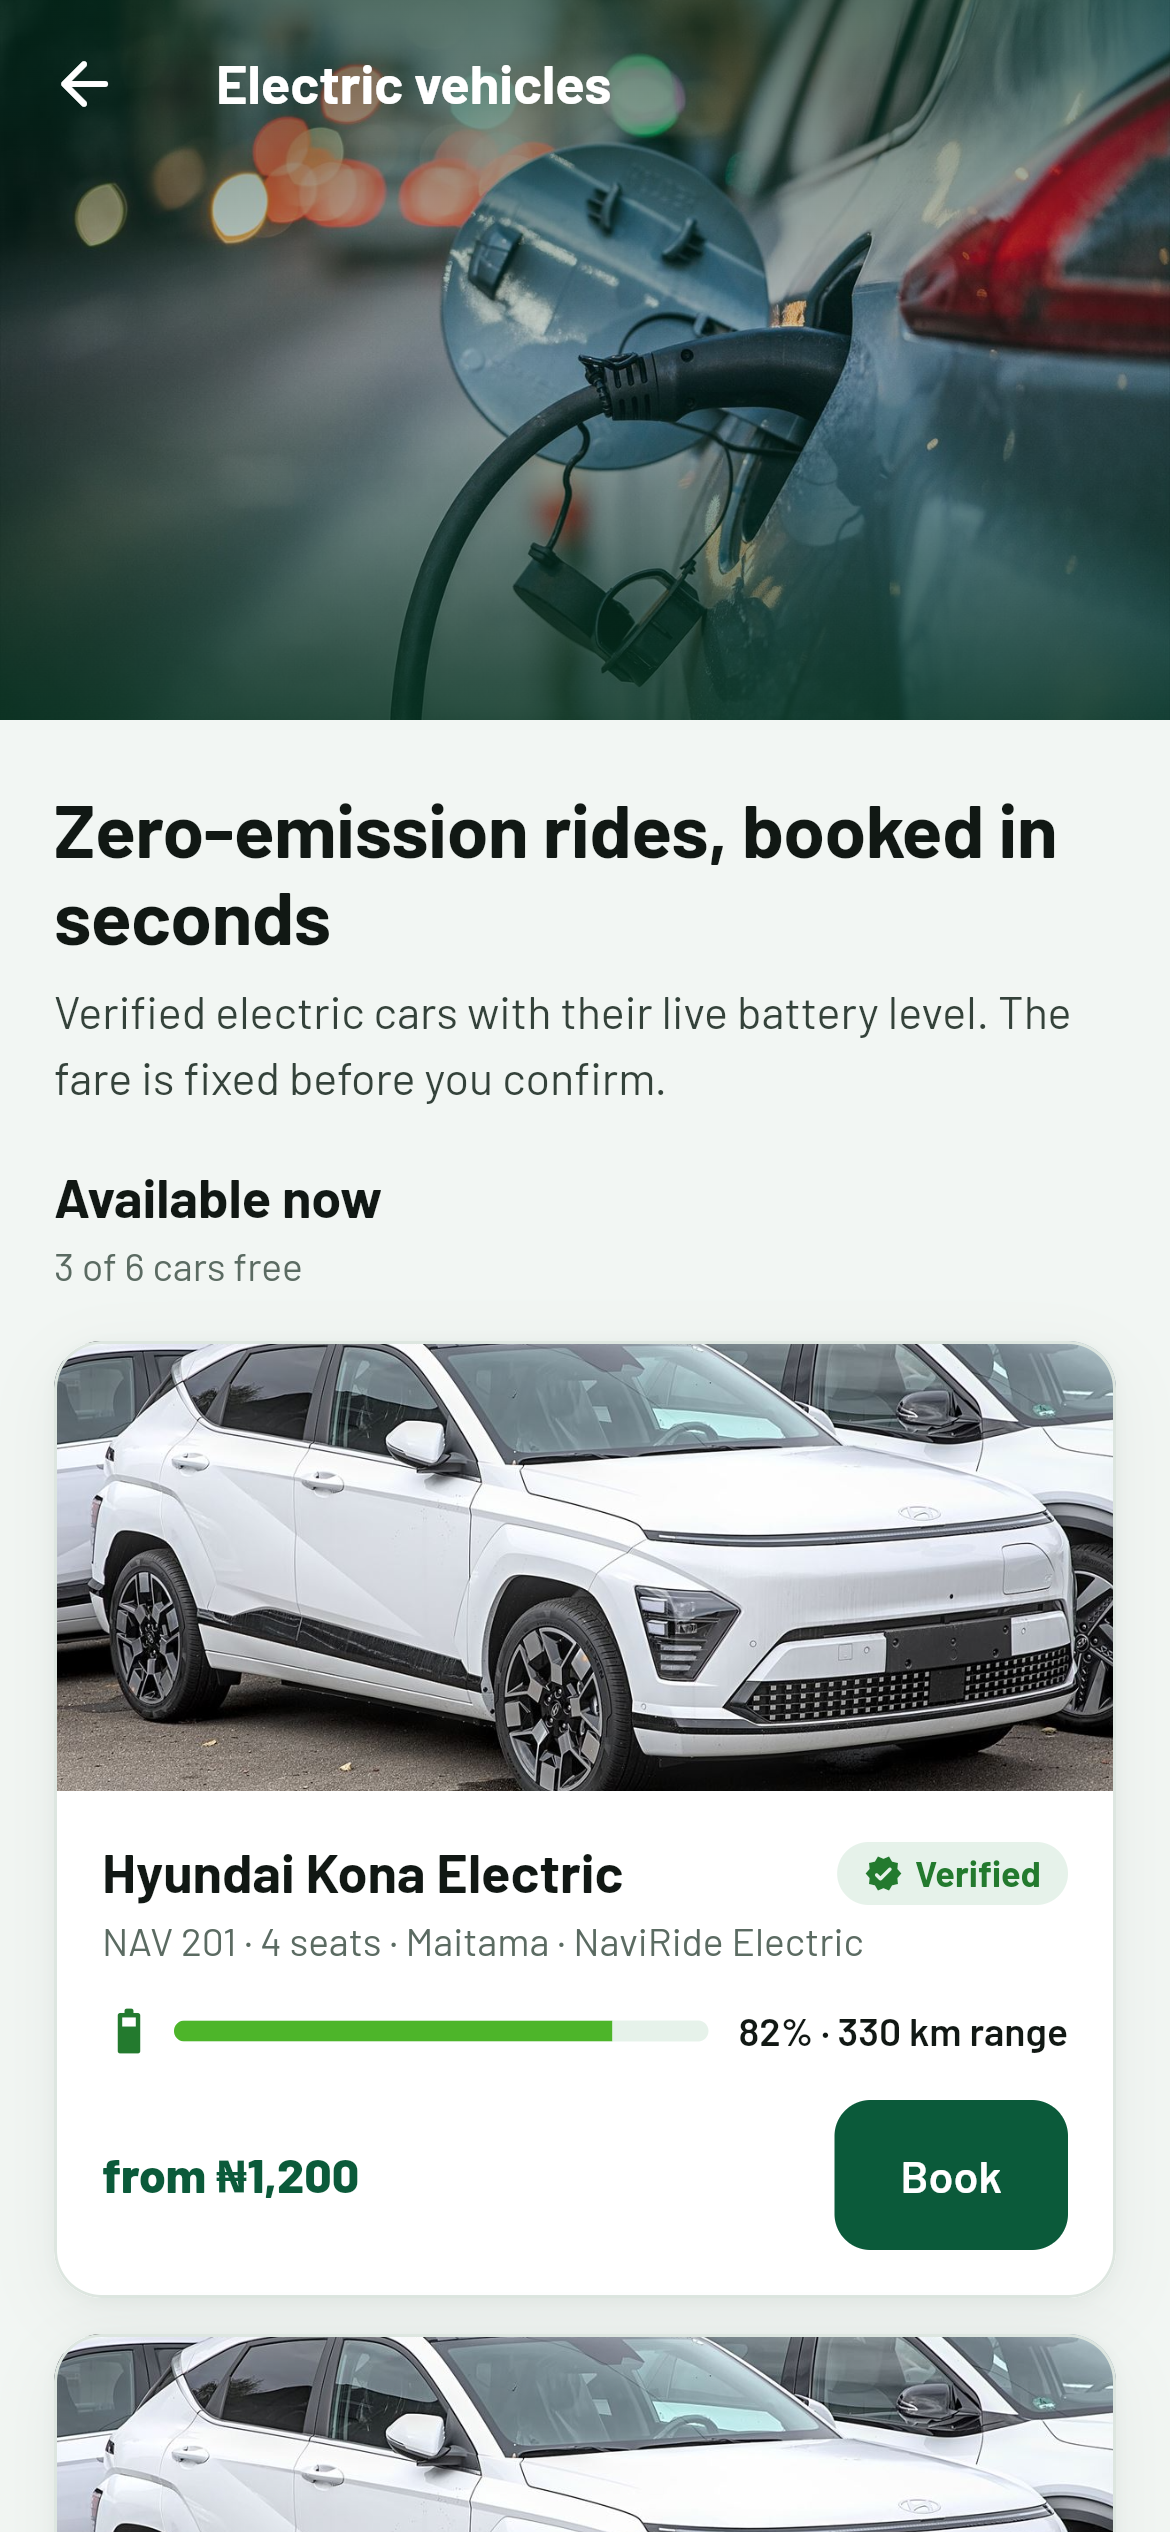 Electric vehicles
Zero-emission rides, booked in
seconds
Verified electric cars with their live battery level. The
fare is fixed before you confirm.
Available now
3 of 6 cars free
Hyundai Kona Electric
Verified
NAV 201 · 4 seats · Maitama · NaviRide Electric
82% · 330 km range
from ₦1,200
Book